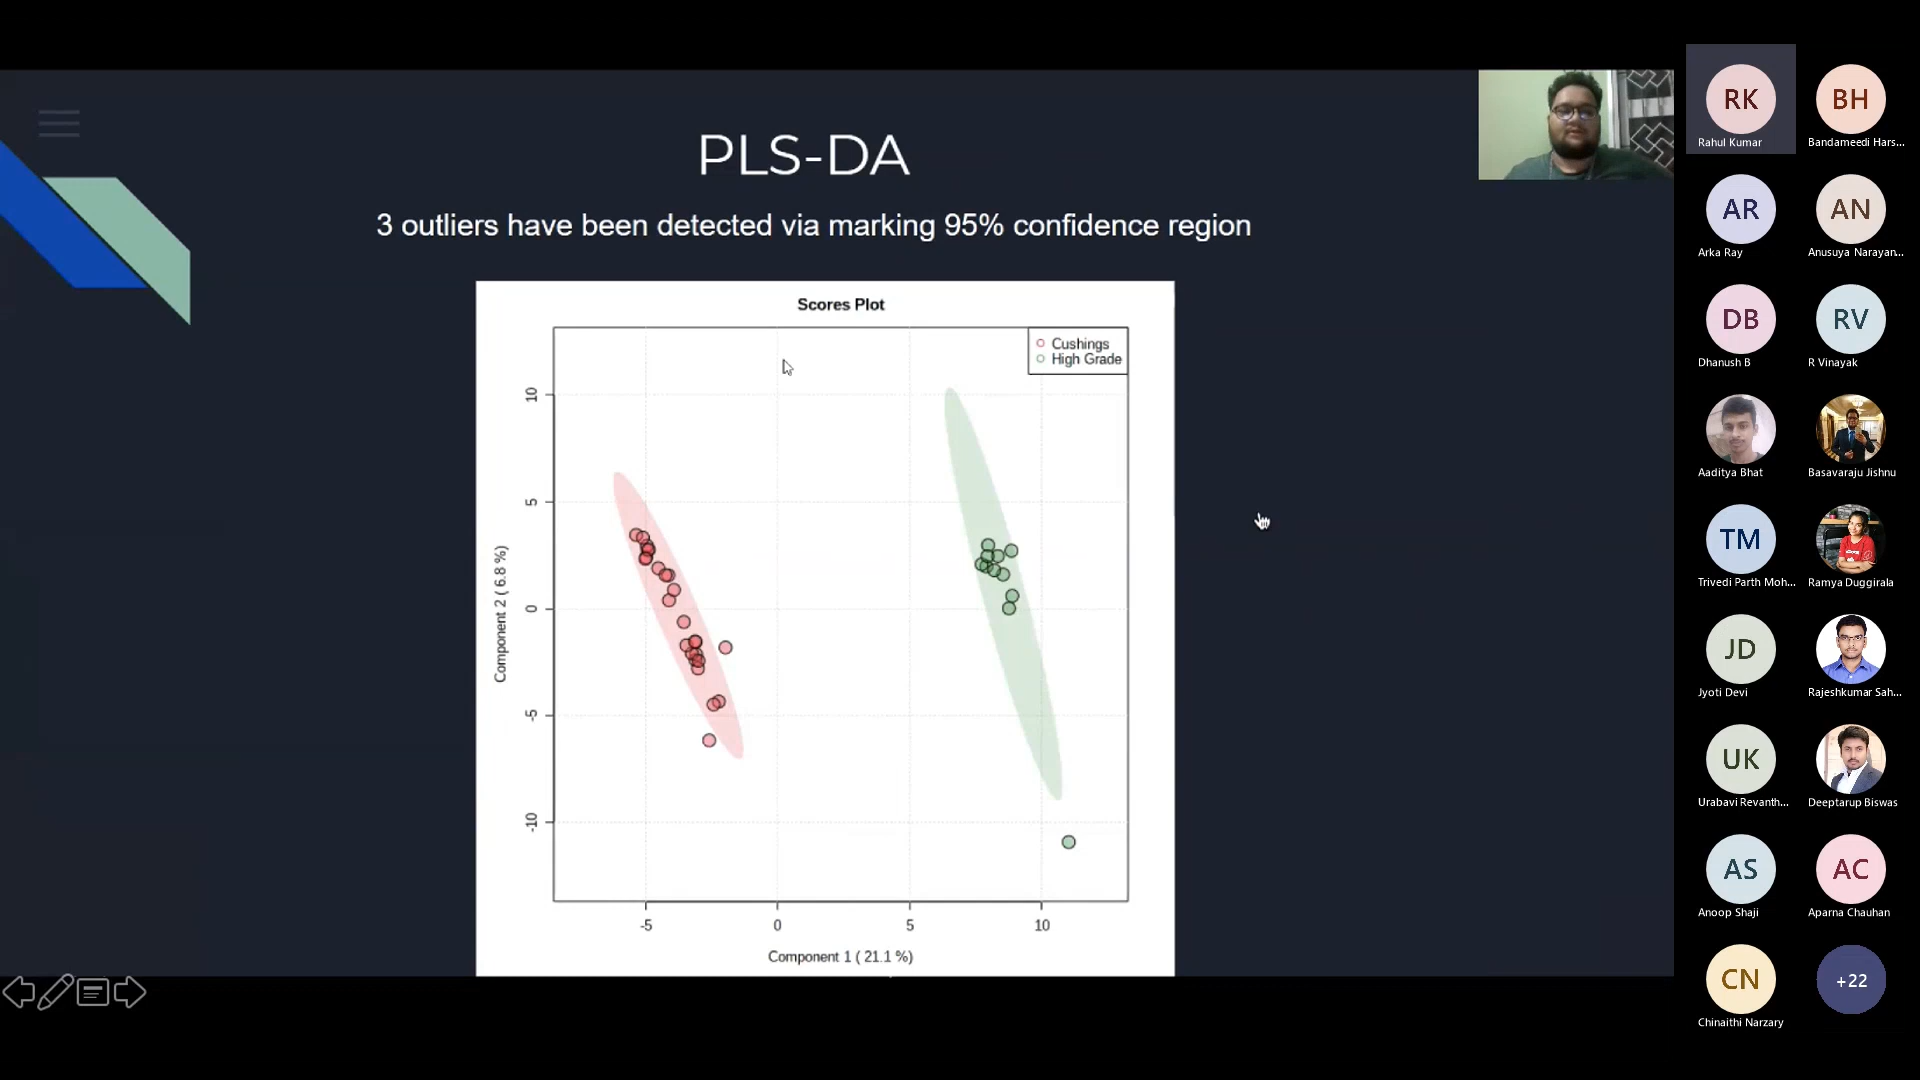 PLS-DA
3 outliers have been detected via marking 95% confidence region
Scores Plot
Cushings
High Grade
10
5
0
-5
-10
Component 2 ( 6.8 %)
-5
0
5
10
Component 1 ( 21.1 %)
RK
Rahul Kumar
BH
Bandameedi Hars...
AR
Arka Ray
AN
Anusuya Narayan...
DB
Dhanush B
RV
R Vinayak
Aaditya Bhat
Basavaraju Jishnu
TM
Trivedi Parth Moh...
Ramya Duggirala
JD
Jyoti Devi
Rajeshkumar Sah...
UK
Urabavi Revanth...
Deeptarup Biswas
AS
Anoop Shaji
AC
Aparna Chauhan
CN
Chinaithi Narzary
+22